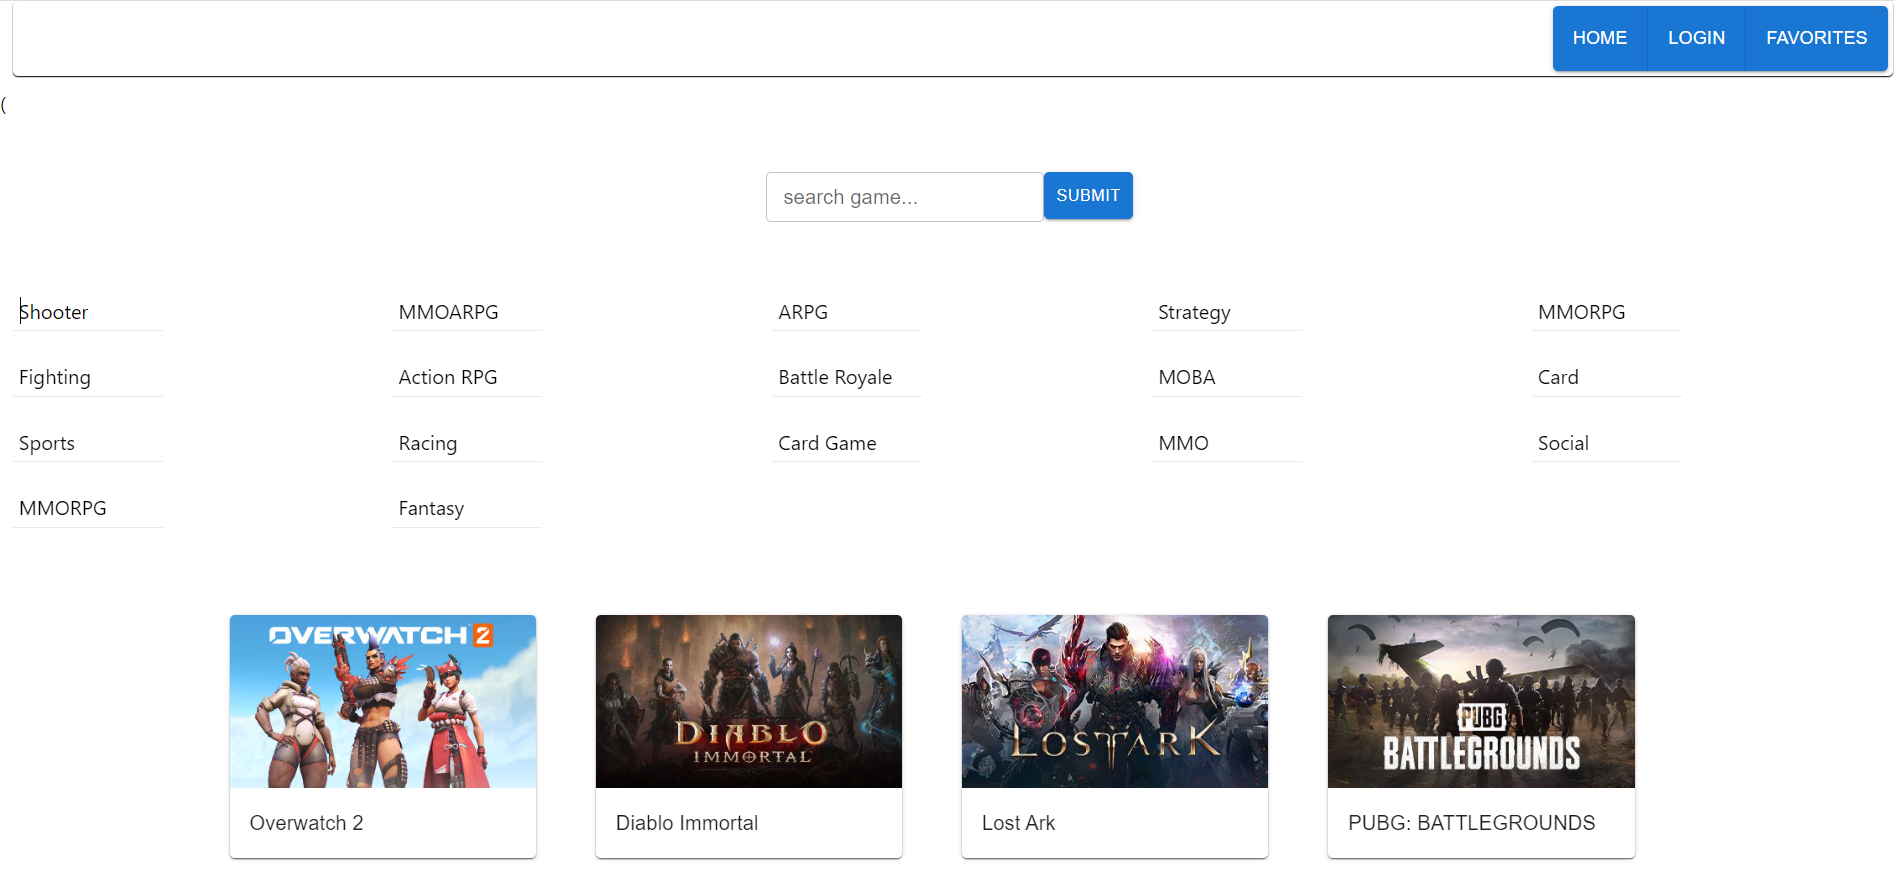 HOME LOGIN FAVORITES
(
search game... SUBMIT
Shooter MMOARPG ARPG Strategy MMORPG
Fighting Action RPG Battle Royale MOBA Card
Sports Racing Card Game MMO Social
MMORPG Fantasy
OVERWATCH 2
DIABLO
IMMORTAL
LOST ARK
PUBG
BATTLEGROUNDS
Overwatch 2 Diablo Immortal Lost Ark PUBG: BATTLEGROUNDS